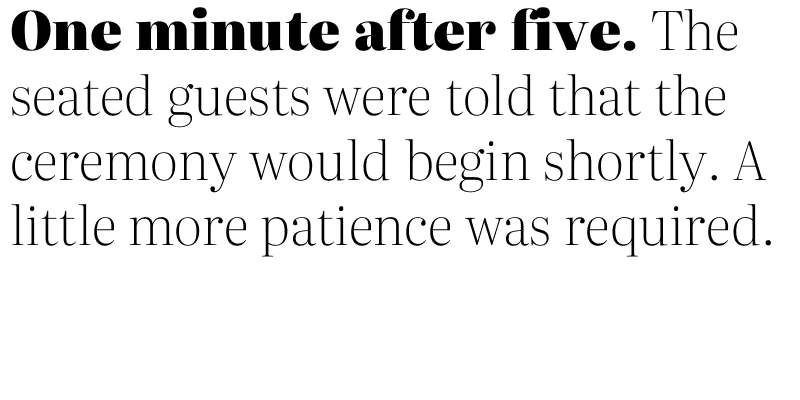 One minute after five. The
seated guests were told that the
ceremony would begin shortly. A
little more patience was required.